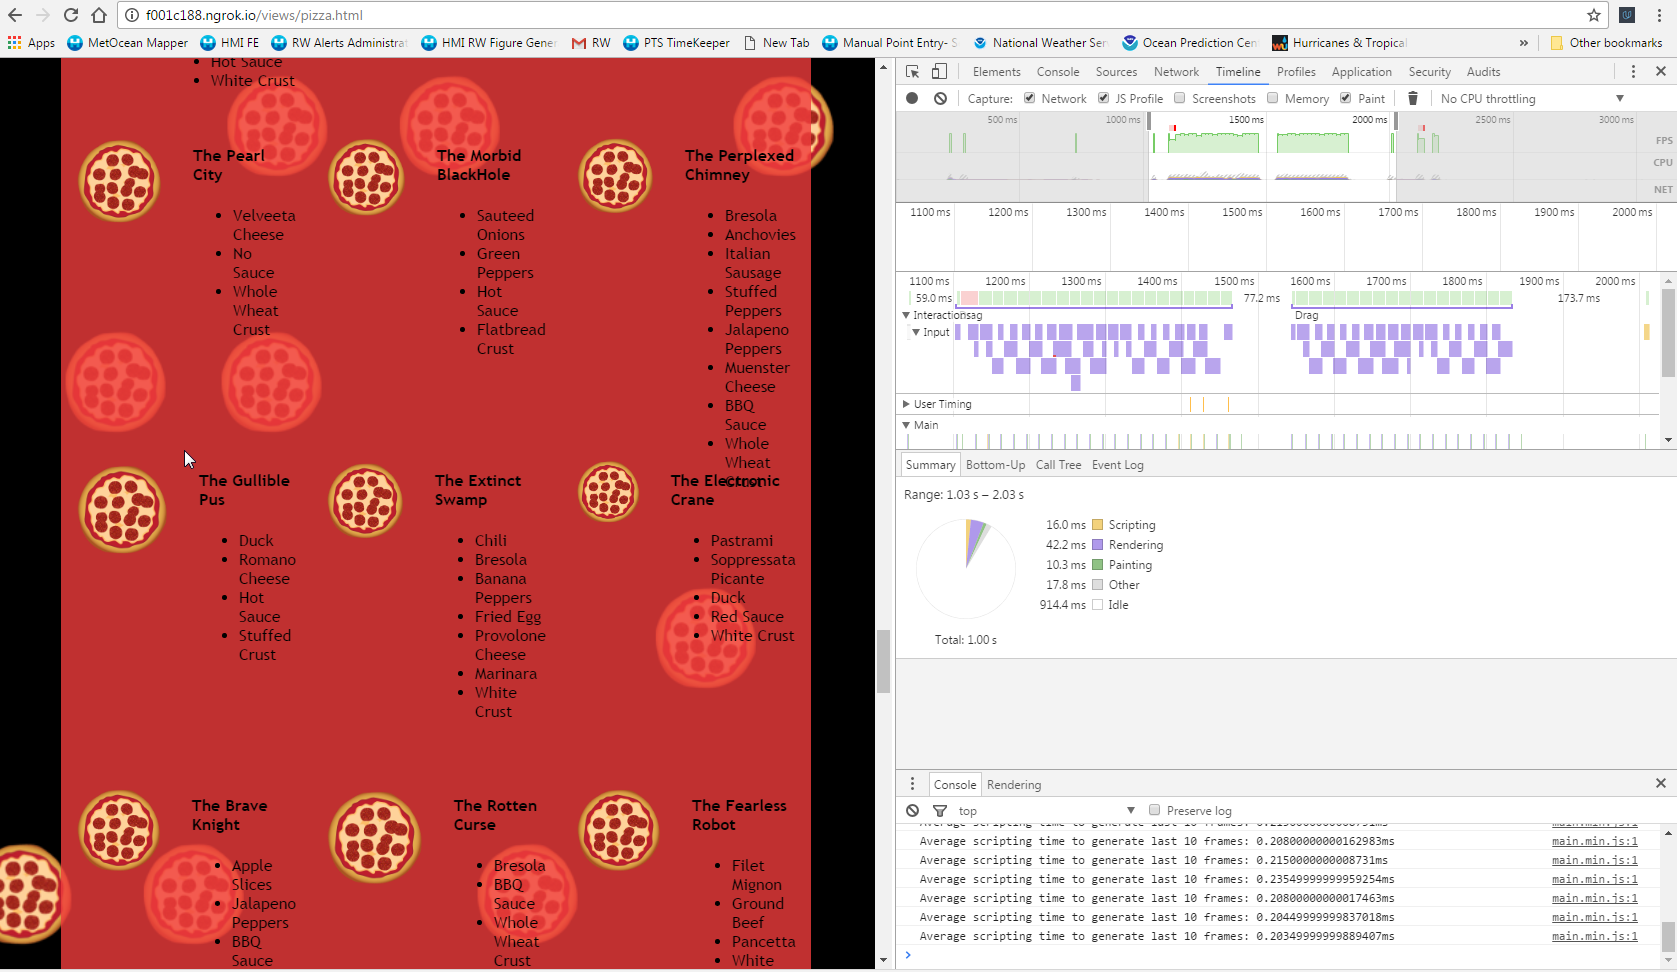 f001c188.ngrok.io/views/pizza.html
Apps MetOcean Mapper HMI FE RW Alerts Administra HMI RW Figure Gener RW PTS TimeKeeper New Tab Manual Point Entry- S National Weather Ser Ocean Prediction Cen Hurricanes & Tropical » Other bookmarks
Hot Sauce
White Crust
The Pearl City
Velveeta Cheese
No Sauce
Whole Wheat Crust
The Morbid BlackHole
Sauteed Onions
Green Peppers
Hot Sauce
Flatbread Crust
The Perplexed Chimney
Bresola
Anchovies
Italian Sausage
Stuffed Peppers
Jalapeno Peppers
Muenster Cheese
BBQ Sauce
Whole Wheat Crust
The Gullible Pus
Duck
Romano Cheese
Hot Sauce
Stuffed Crust
The Extinct Swamp
Chili
Bresola
Banana Peppers
Fried Egg
Provolone Cheese
Marinara
White Crust
The Electronic Crane
Pastrami
Soppressata Picante
Duck
Red Sauce
White Crust
The Brave Knight
Apple Slices
Jalapeno Peppers
BBQ Sauce
The Rotten Curse
Bresola
BBQ Sauce
Whole Wheat Crust
The Fearless Robot
Filet Mignon
Ground Beef
Pancetta
White
Elements Console Sources Network Timeline Profiles Application Security Audits
Capture: Network JS Profile Screenshots Memory Paint No CPU throttling
500 ms 1000 ms 1500 ms 2000 ms 2500 ms 3000 ms
FPS
CPU
NET
1100 ms 1200 ms 1300 ms 1400 ms 1500 ms 1600 ms 1700 ms 1800 ms 1900 ms 2000 ms
1100 ms 1200 ms 1300 ms 1400 ms 1500 ms 1600 ms 1700 ms 1800 ms 1900 ms 2000 ms
59.0 ms 77.2 ms 173.7 ms
Interactions Drag
Input
User Timing
Main
Summary Bottom-Up Call Tree Event Log
Range: 1.03 s – 2.03 s
16.0 ms Scripting
42.2 ms Rendering
10.3 ms Painting
17.8 ms Other
914.4 ms Idle
Total: 1.00 s
Console Rendering
top Preserve log
Average scripting time to generate last 10 frames: 0.20800000000162983ms main.min.js:1
Average scripting time to generate last 10 frames: 0.2150000000008731ms main.min.js:1
Average scripting time to generate last 10 frames: 0.23549999999959254ms main.min.js:1
Average scripting time to generate last 10 frames: 0.20800000000017463ms main.min.js:1
Average scripting time to generate last 10 frames: 0.20449999999837018ms main.min.js:1
Average scripting time to generate last 10 frames: 0.20349999999889407ms main.min.js:1